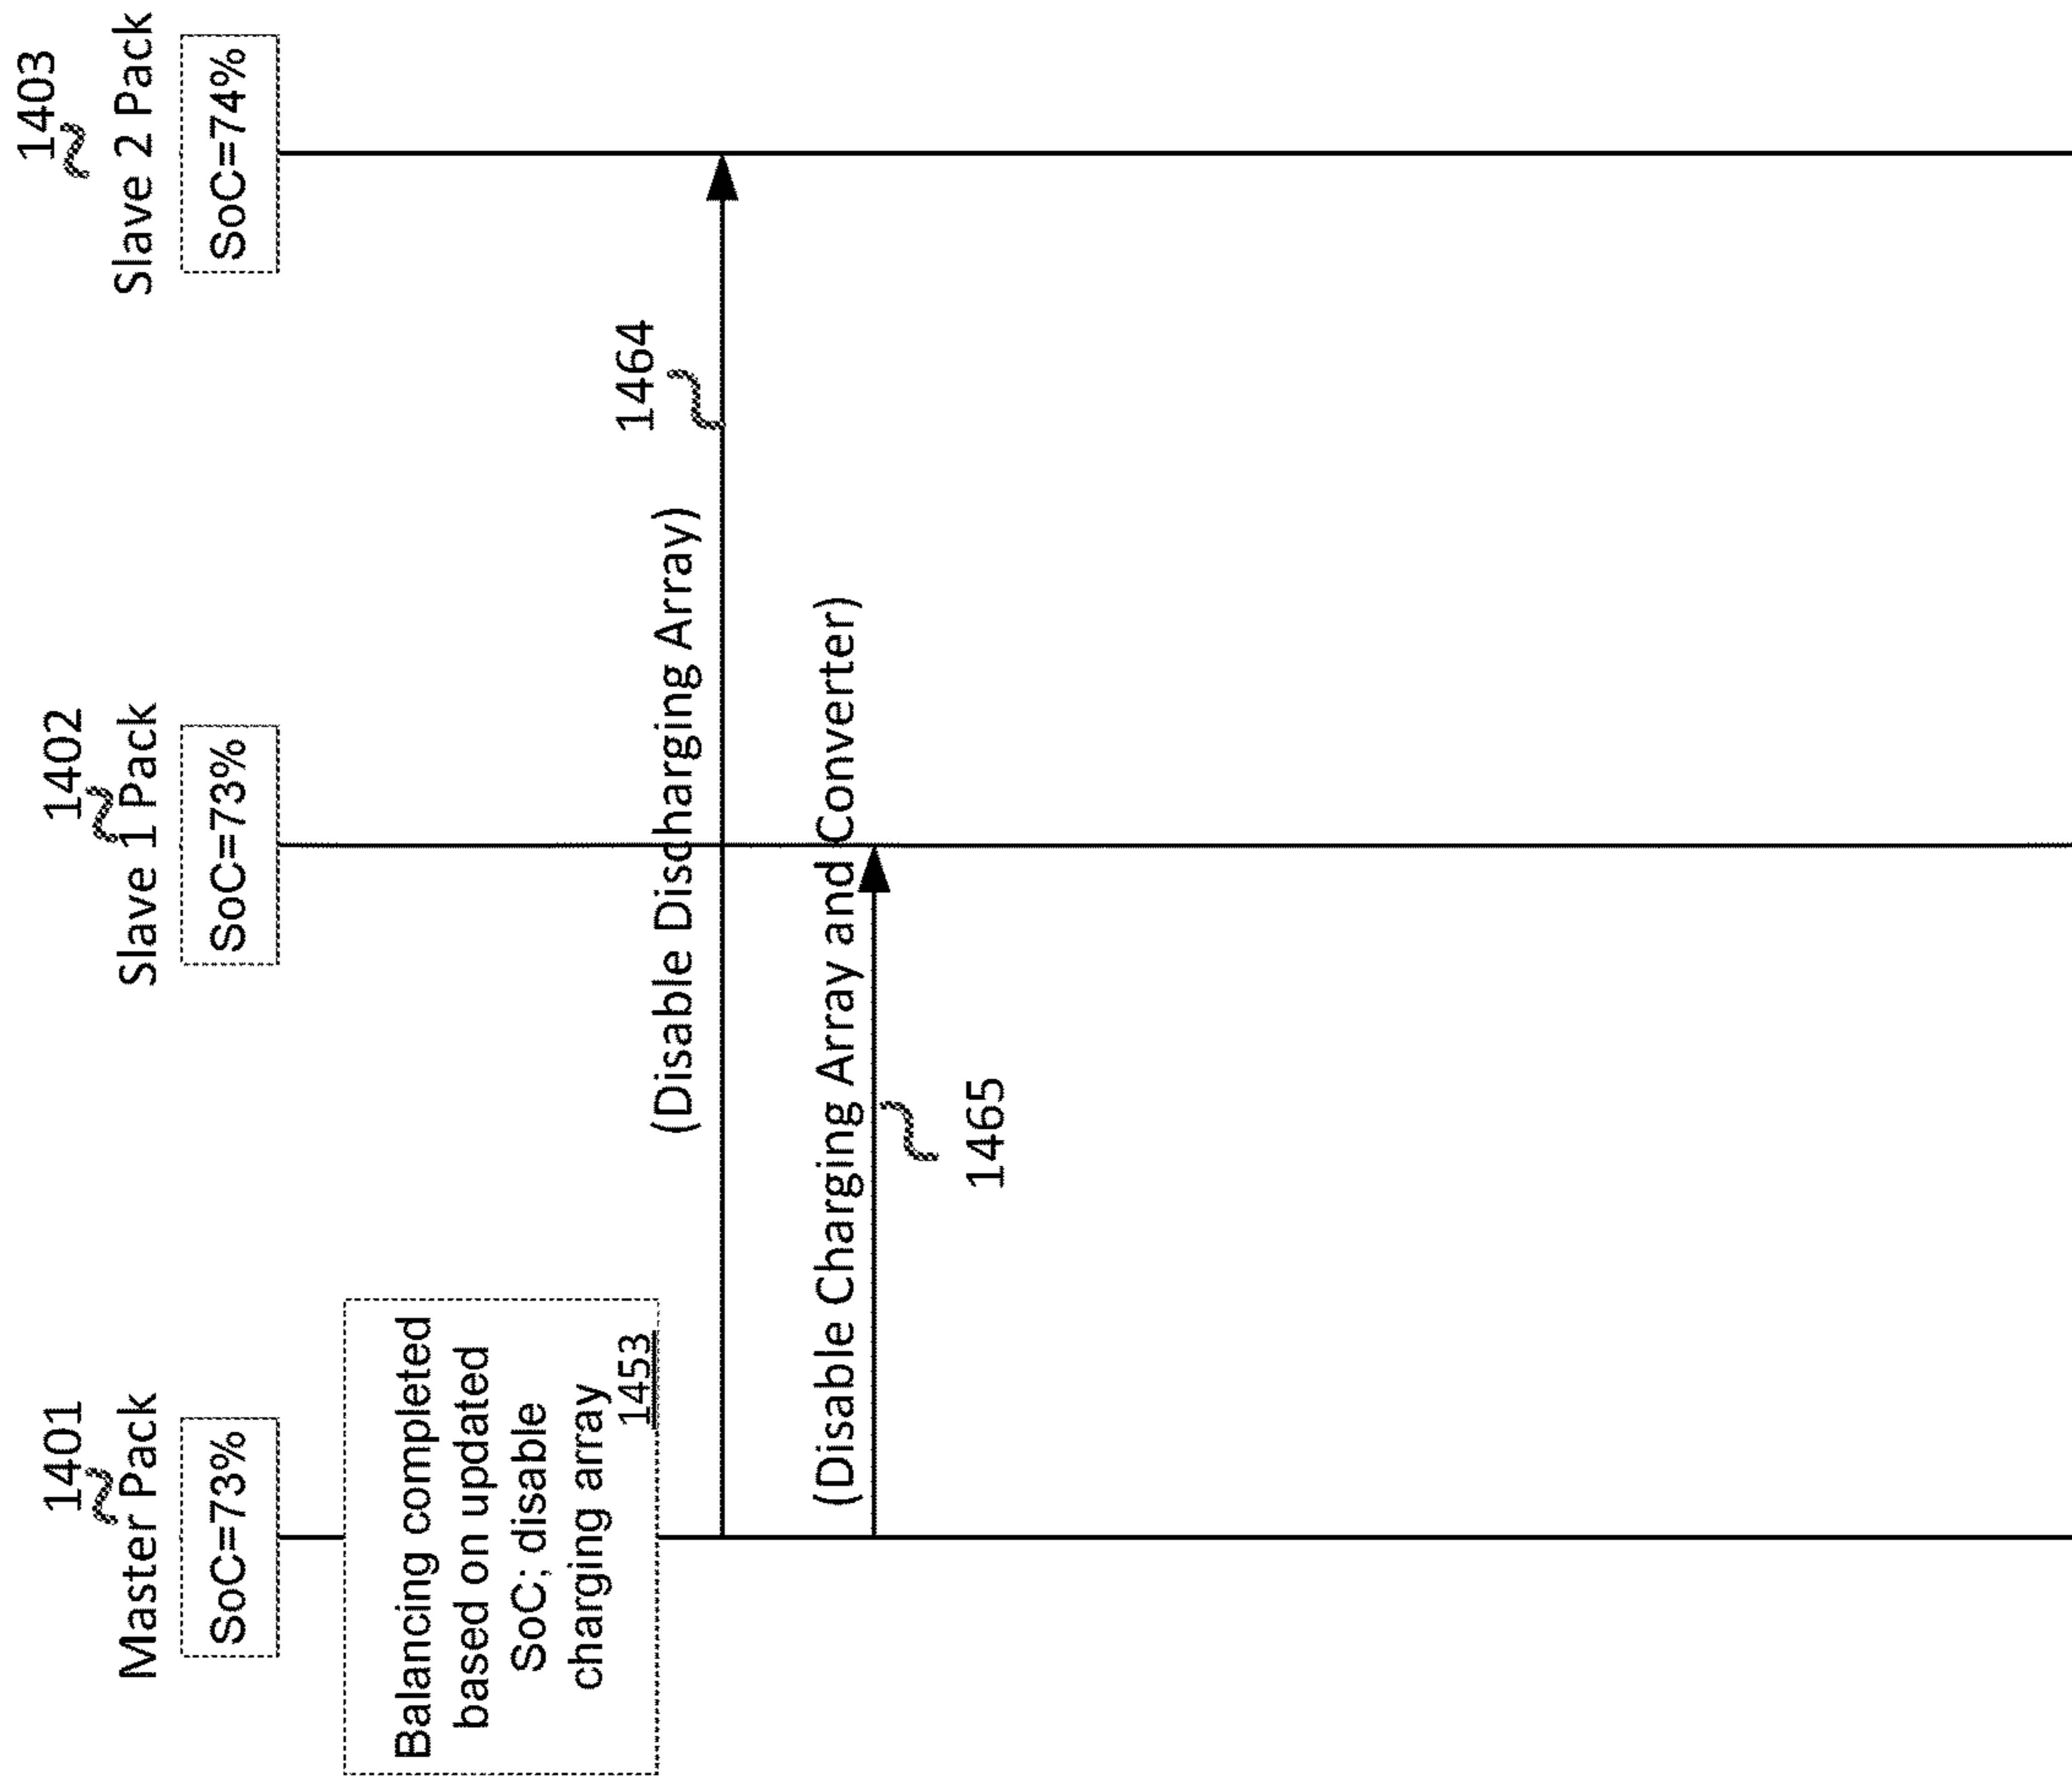 1401
Master Pack
SoC=73%
1402
Slave 1 Pack
SoC=73%
1403
Slave 2 Pack
SoC=74%
Balancing completed
based on updated
SoC; disable
charging array
1453
(Disable Discharging Array)
1464
(Disable Charging Array and Converter)
1465